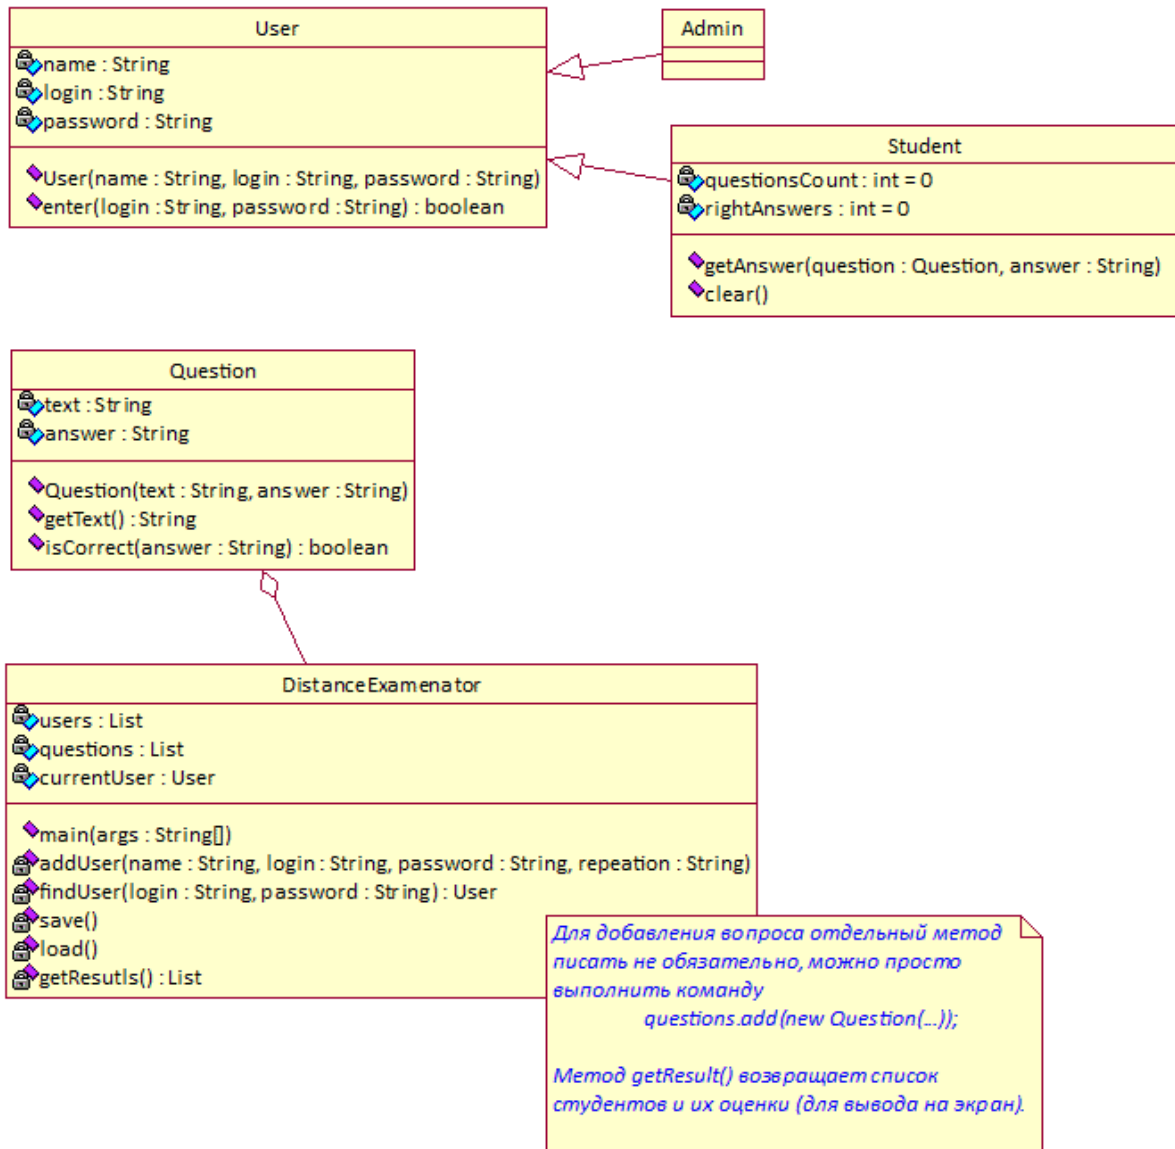 User
name : String
login : String
password : String
User(name : String, login : String, password : String)
enter(login : String, password : String) : boolean
Admin
Student
questionsCount : int = 0
rightAnswers : int = 0
getAnswer(question : Question, answer : String)
clear()
Question
text : String
answer : String
Question(text : String, answer : String)
getText() : String
isCorrect(answer : String) : boolean
DistanceExamenator
users : List
questions : List
currentUser : User
main(args : String[])
addUser(name : String, login : String, password : String, repeation : String)
findUser(login : String, password : String) : User
save()
load()
getResutls() : List
Для добавления вопроса отдельный метод
писать не обязательно, можно просто
выполнить команду
questions.add(new Question(...));
Метод getResult() возвращает список
студентов и их оценки (для вывода на экран).